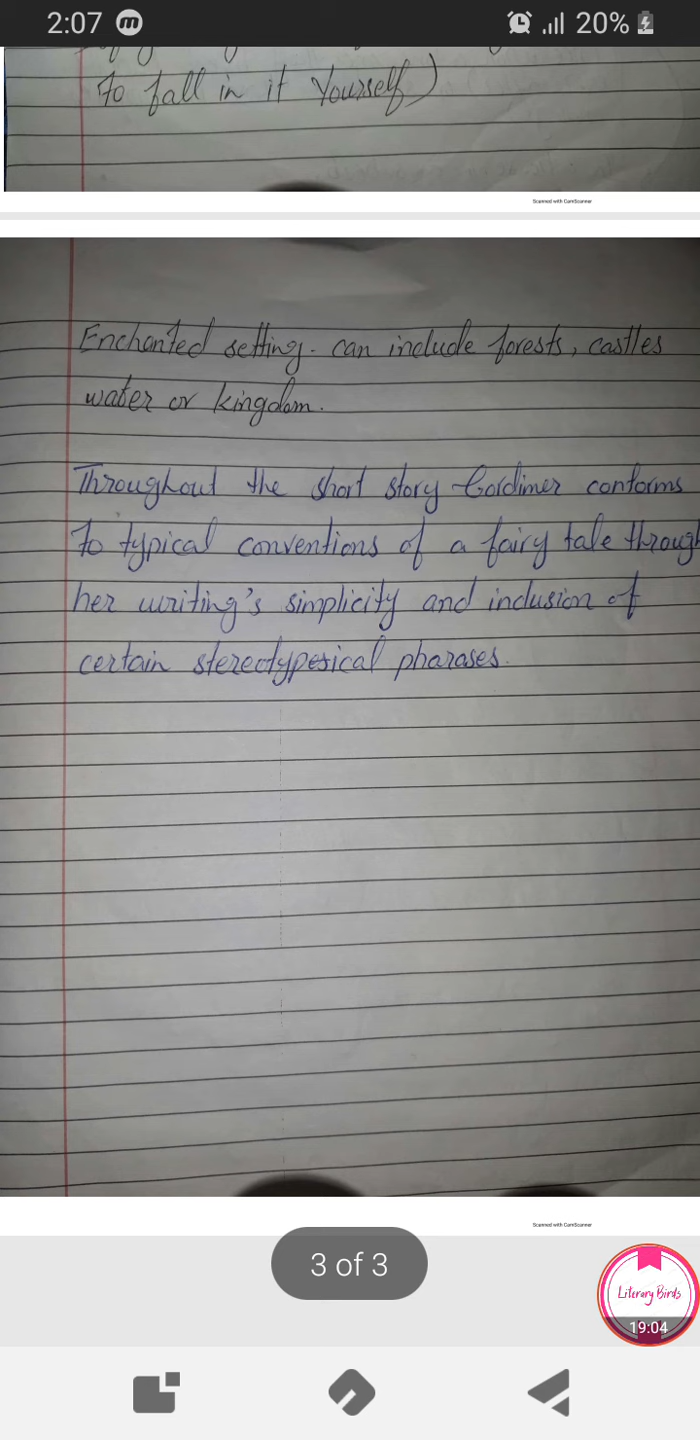 2:07 m 20%
To fall in it Yourself)
Scanned with CamScanner
Enchanted setting - can include forests, castles
water or kingdom.
Throughout the short story Gordimer conforms
to typical conventions of a fairy tale through
her writing's simplicity and inclusion of
certain stereotypesical pharases.
Scanned with CamScanner
3 of 3
Literary Birds
19:04